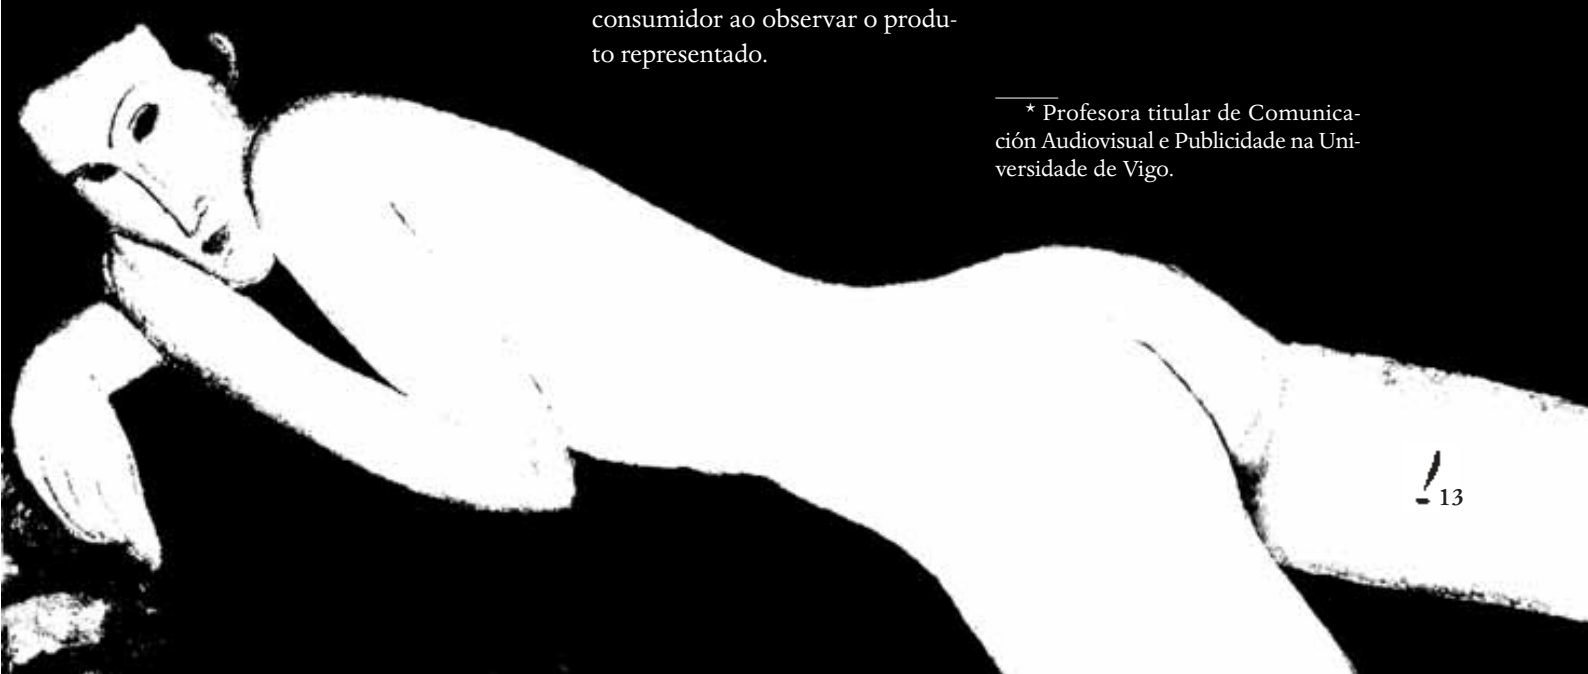 consumidor ao observar o produ-
to representado.
* Profesora titular de Comunica-
ción Audiovisual e Publicidade na Uni-
versidade de Vigo.
13